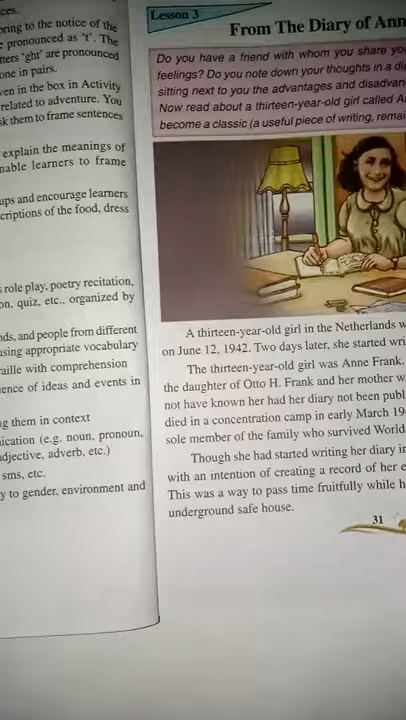 ces.
oring to the notice of the
e pronounced as 't'. The
ners 'ght' are pronounced
one in pairs.
ven in the box in Activity
related to adventure. You
sk them to frame sentences
explain the meanings of
nable learners to frame
ups and encourage learners
criptions of the food, dress
s role play, poetry recitation,
on, quiz, etc., organized by
nds, and people from different
using appropriate vocabulary
raille with comprehension
ience of ideas and events in
ng them in context
nication (e.g. noun, pronoun,
adjective, adverb, etc.)
sms, etc.
y to gender, environment and
Lesson 3
From The Diary of Ann
Do you have a friend with whom you share you
feelings? Do you note down your thoughts in a di
sitting next to you the advantages and disadvan
Now read about a thirteen-year-old girl called A
become a classic (a useful piece of writing, remai
A thirteen-year-old girl in the Netherlands w
on June 12, 1942. Two days later, she started wri
The thirteen-year-old girl was Anne Frank.
the daughter of Otto H. Frank and her mother w
not have known her had her diary not been publ
died in a concentration camp in early March 19
sole member of the family who survived World
Though she had started writing her diary in
with an intention of creating a record of her e
This was a way to pass time fruitfully while h
underground safe house.
31